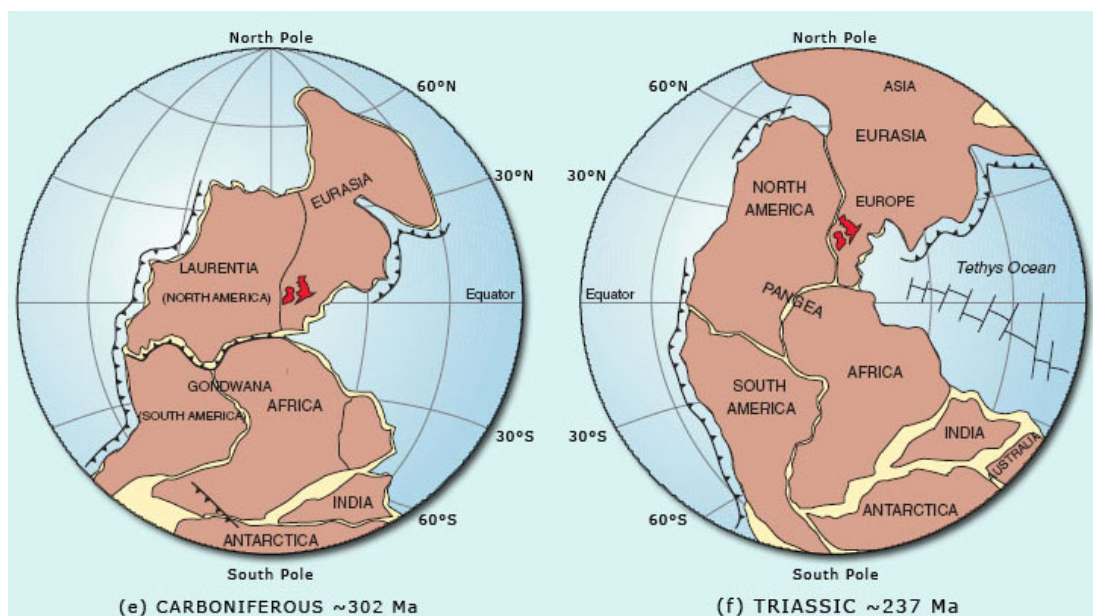 North Pole
60°N
30°N
EURASIA
LAURENTIA
(NORTH AMERICA)
Equator
GONDWANA
AFRICA
(SOUTH AMERICA)
30°S
INDIA
60°S
ANTARCTICA
South Pole
(e) CARBONIFEROUS ~302 Ma
North Pole
60°N
ASIA
EURASIA
30°N
NORTH
AMERICA
EUROPE
Tethys Ocean
Equator
PANGEA
AFRICA
SOUTH
AMERICA
30°S
INDIA
AUSTRALIA
60°S
ANTARCTICA
South Pole
(f) TRIASSIC ~237 Ma